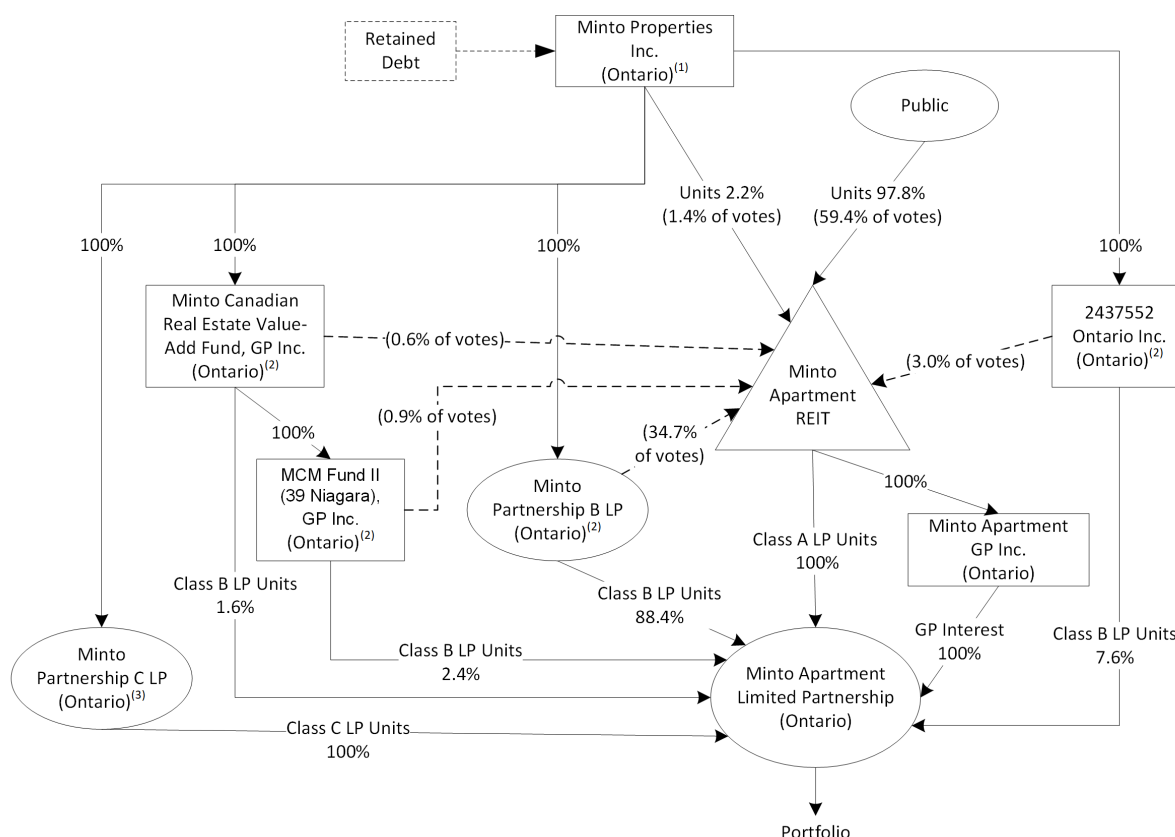 Retained
Debt
Minto Properties
Inc.
(Ontario)(1)
Public
Units 2.2%
(1.4% of votes)
Units 97.8%
(59.4% of votes)
100%
100%
100%
100%
Minto Canadian
Real Estate Value-
Add Fund, GP Inc.
(Ontario)(2)
(0.6% of votes)
2437552
Ontario Inc.
(Ontario)(2)
(3.0% of votes)
Minto
Apartment
REIT
(0.9% of votes)
100%
(34.7%
of votes)
MCM Fund II
(39 Niagara),
GP Inc.
(Ontario)(2)
Minto
Partnership B LP
(Ontario)(2)
100%
Minto Apartment
GP Inc.
(Ontario)
Class A LP Units
100%
Class B LP Units
1.6%
Class B LP Units
88.4%
GP Interest
100%
Class B LP Units
7.6%
Minto
Partnership C LP
(Ontario)(3)
Class B LP Units
2.4%
Minto Apartment
Limited Partnership
(Ontario)
Class C LP Units
100%
Portfolio